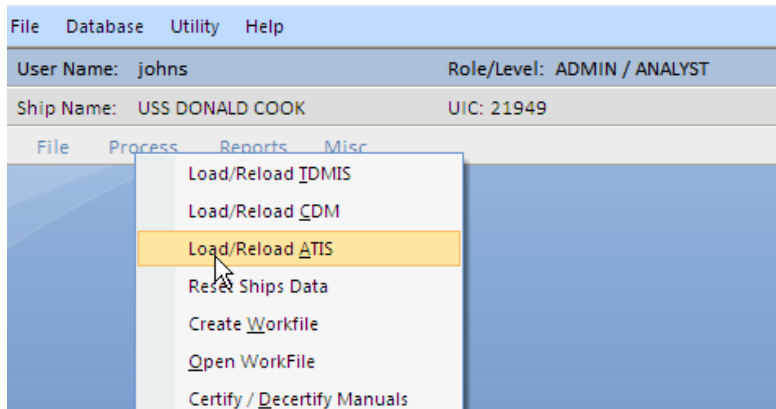 File Database Utility Help
User Name: johns Role/Level: ADMIN / ANALYST
Ship Name: USS DONALD COOK UIC: 21949
File Process Reports Misc
Load/Reload TDMIS
Load/Reload CDM
Load/Reload ATIS
Reset Ships Data
Create Workfile
Open WorkFile
Certify / Decertify Manuals